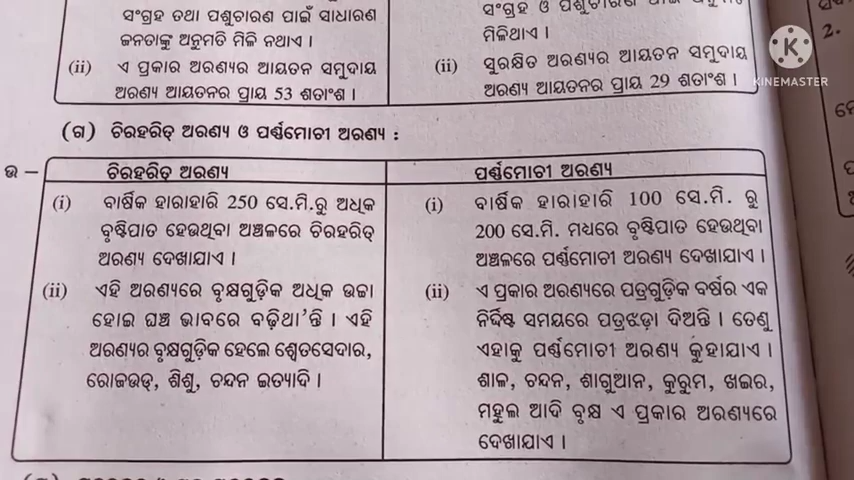 ସଂଗ୍ରହ ତଥା ପଶୁଚାରଣ ପାଇଁ ସାଧାରଣ
ଜନତାଙ୍କୁ ଅନୁମତି ମିଳି ନଥାଏ ।
(ii) ଏ ପ୍ରକାର ଅରଣ୍ୟର ଆୟତନ ସମୁଦାୟ
ଅରଣ୍ୟ ଆୟତନର ପ୍ରାୟ 53 ଶତାଂଶ ।
ସଂଗ୍ରହ ଓ ପଶୁଚାରଣ
ମିଳିଥାଏ ।
(ii) ସୁରକ୍ଷିତ ଅରଣ୍ୟର ଆୟତନ ସମୁଦାୟ
ଅରଣ୍ୟ ଆୟତନର ପ୍ରାୟ 29 ଶତାଂଶ ।
2.
KINEMASTER
(ଗ) ଚିରହରିତ୍ ଅରଣ୍ୟ ଓ ପର୍ଣ୍ଣମୋଚୀ ଅରଣ୍ୟ :
ଉ –
ଚିରହରିତ୍ ଅରଣ୍ୟ
(i) ବାର୍ଷିକ ହାରାହାରି 250 ସେ.ମି.ରୁ ଅଧିକ
ବୃଷ୍ଟିପାତ ହେଉଥିବା ଅଞ୍ଚଳରେ ଚିରହରିତ୍
ଅରଣ୍ୟ ଦେଖାଯାଏ ।
(ii) ଏହି ଅରଣ୍ୟରେ ବୃକ୍ଷଗୁଡ଼ିକ ଅଧିକ ଉଚ୍ଚା
ହୋଇ ଘଞ୍ଚ ଭାବରେ ବଢ଼ିଥା'ନ୍ତି । ଏହି
ଅରଣ୍ୟର ବୃକ୍ଷଗୁଡ଼ିକ ହେଲେ ଶ୍ୱେତସେଦାର,
ରୋଜଉଡ୍, ଶିଶୁ, ଚନ୍ଦନ ଇତ୍ୟାଦି ।
ପର୍ଣ୍ଣମୋଚୀ ଅରଣ୍ୟ
(i) ବାର୍ଷିକ ହାରାହାରି 100 ସେ.ମି. ରୁ
200 ସେ.ମି. ମଧ୍ୟରେ ବୃଷ୍ଟିପାତ ହେଉଥିବା
ଅଞ୍ଚଳରେ ପର୍ଣ୍ଣମୋଚୀ ଅରଣ୍ୟ ଦେଖାଯାଏ ।
(ii) ଏ ପ୍ରକାର ଅରଣ୍ୟରେ ପତ୍ରଗୁଡ଼ିକ ବର୍ଷର ଏକ
ନିର୍ଦ୍ଦିଷ୍ଟ ସମୟରେ ପତ୍ରଝଡ଼ା ଦିଅନ୍ତି । ତେଣୁ
ଏହାକୁ ପର୍ଣ୍ଣମୋଚୀ ଅରଣ୍ୟ କୁହାଯାଏ ।
ଶାଳ, ଚନ୍ଦନ, ଶାଗୁଆନ, କୁରୁମ, ଖଇର,
ମହୁଲ ଆଦି ବୃକ୍ଷ ଏ ପ୍ରକାର ଅରଣ୍ୟରେ
ଦେଖାଯାଏ ।